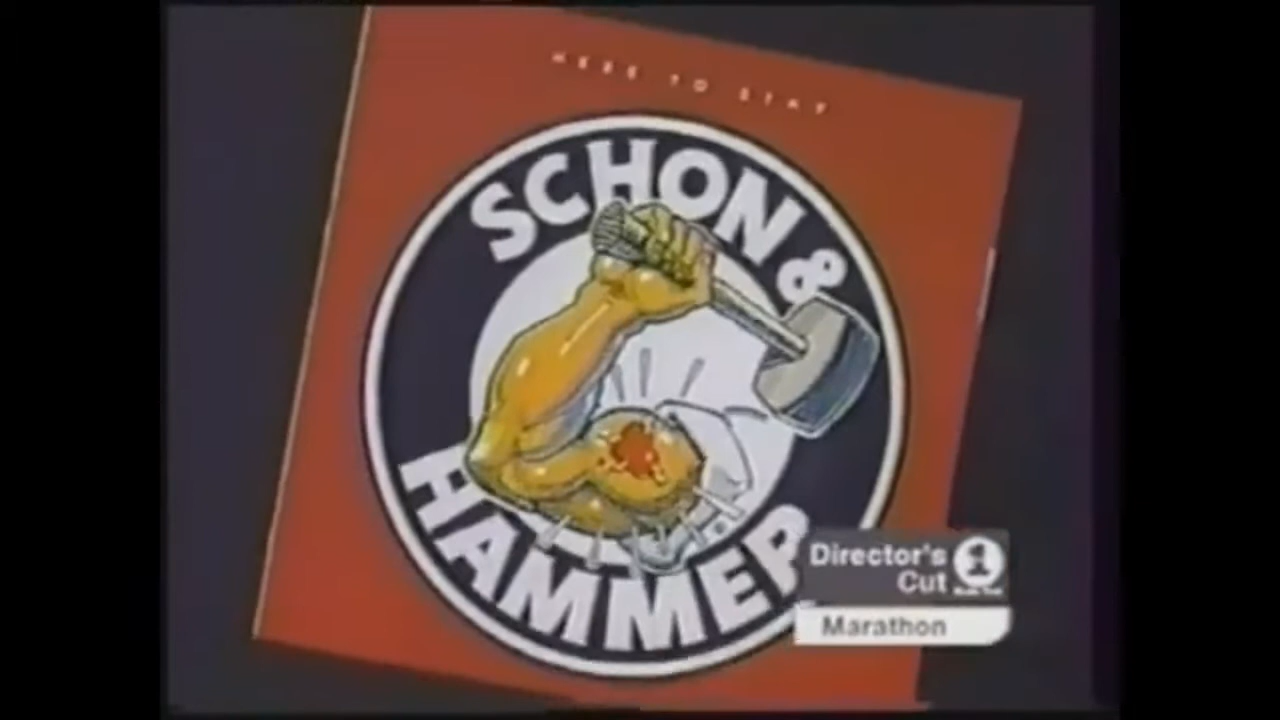 HERE TO STAY
SCHON &
HAMMER
Director's
Cut
Marathon